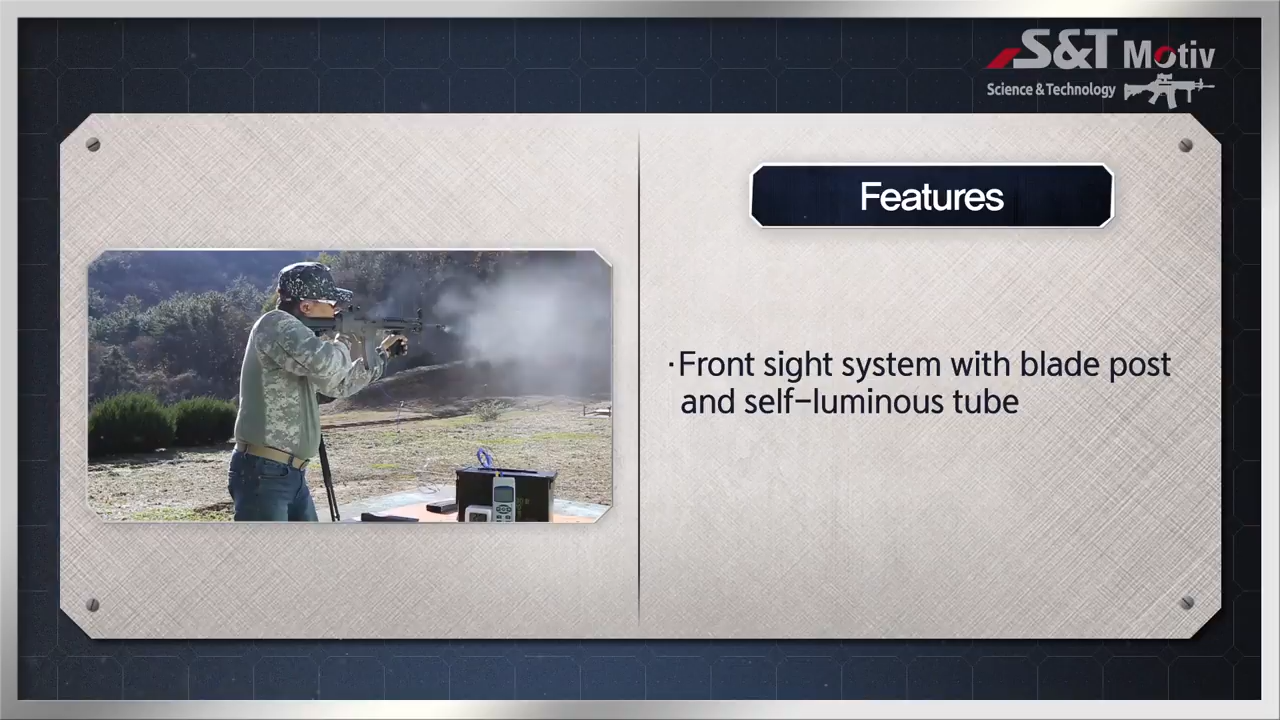 S&T Motiv
Science & Technology
Features
·Front sight system with blade post
and self-luminous tube